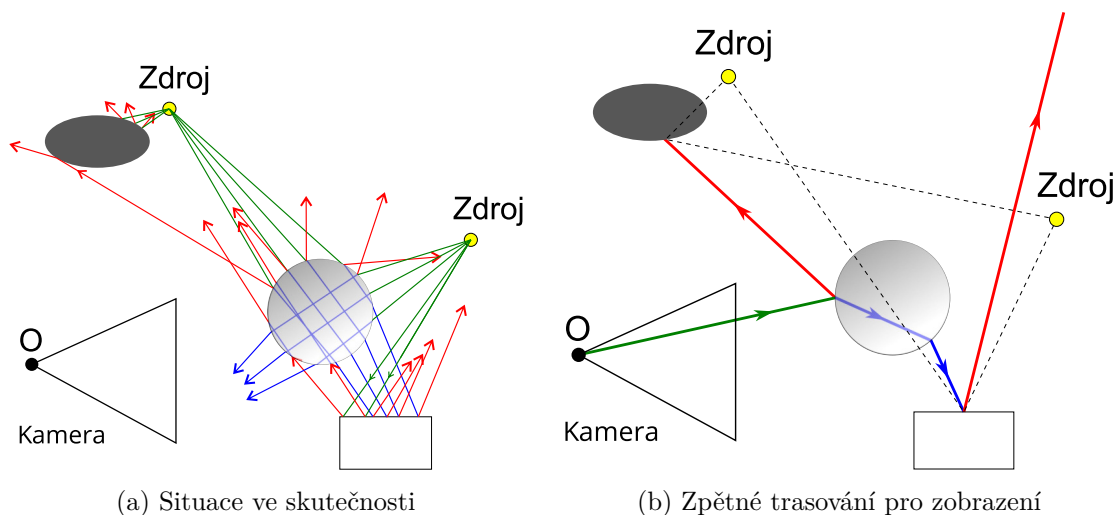 Zdroj
Zdroj
O
Kamera
(a) Situace ve skutečnosti
Zdroj
Zdroj
O
Kamera
(b) Zpětné trasování pro zobrazení